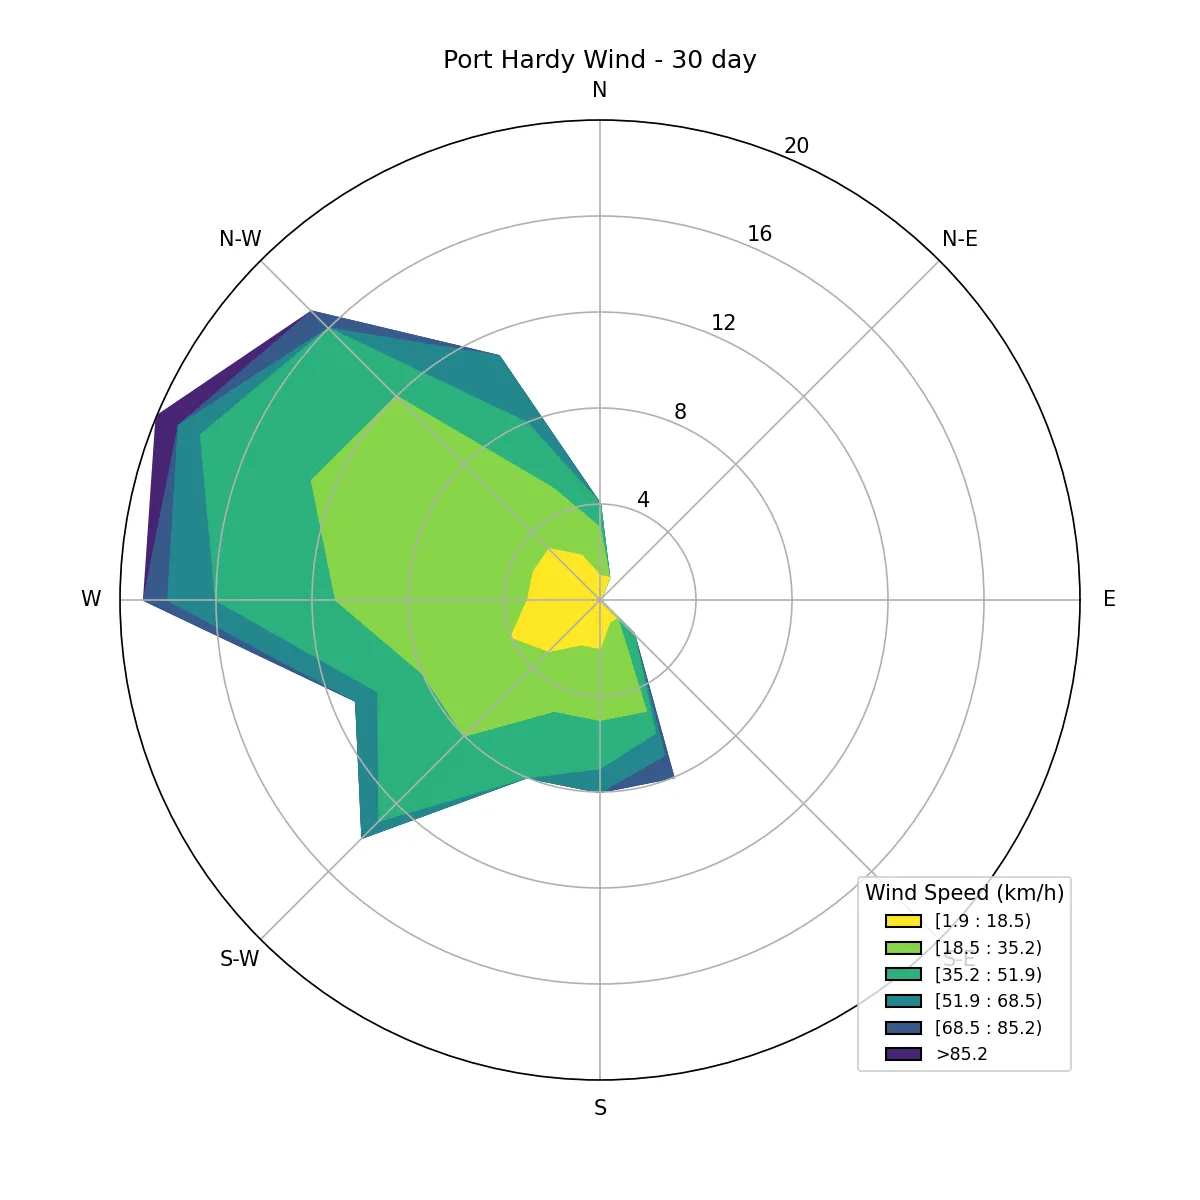 Port Hardy Wind - 30 day
N
20
16
N-W
N-E
12
8
4
W
E
Wind Speed (km/h)
[1.9 : 18.5)
[18.5 : 35.2)
S-W
S-E
[35.2 : 51.9)
[51.9 : 68.5)
[68.5 : 85.2)
>85.2
S